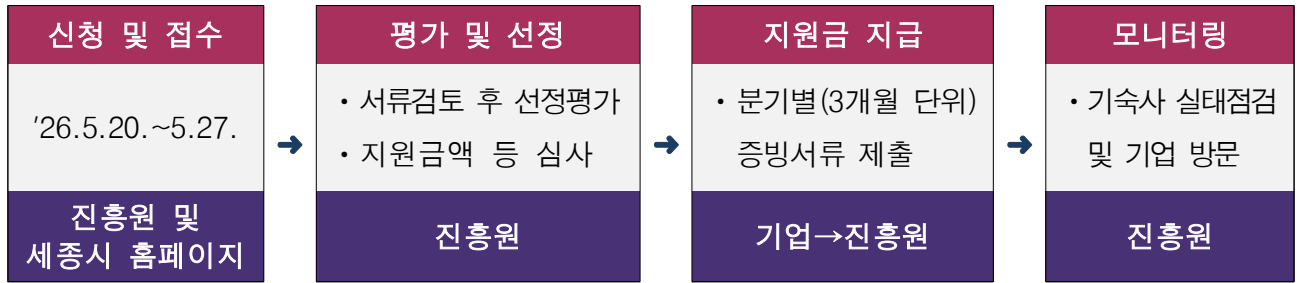 신청 및 접수
'26.5.20.~5.27.
진흥원 및
세종시 홈페이지
➜
평가 및 선정
· 서류검토 후 선정평가
· 지원금액 등 심사
진흥원
➜
지원금 지급
· 분기별(3개월 단위)
증빙서류 제출
기업→진흥원
➜
모니터링
· 기숙사 실태점검
및 기업 방문
진흥원